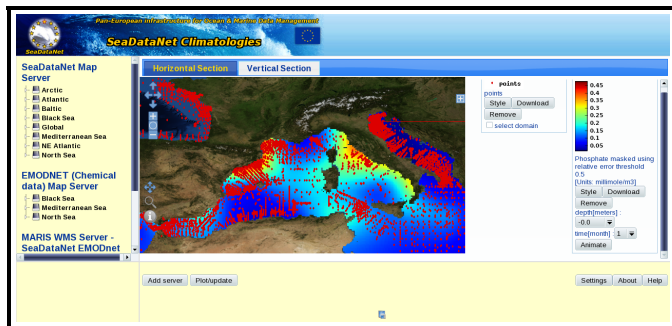 Pan-European infrastructure for Ocean & Marine Data Management
SeaDataNet Climatologies
SeaDataNet
SeaDataNet Map
Server
Arctic
Atlantic
Baltic
Black Sea
Global
Mediterranean Sea
NE Atlantic
North Sea
EMODNET (Chemical
data) Map Server
Black Sea
Mediterranean Sea
North Sea
MARIS WMS Server -
SeaDataNet EMODnet
Horizontal Section
Vertical Section
points
points
Style
Download
Remove
select domain
0.45
0.4
0.35
0.3
0.25
0.2
0.15
0.1
0.05
Phosphate masked using
relative error threshold
0.5
[Units: millimole/m3]
Style
Download
Remove
depth[meters] :
-0.0
time[month] : 1
Animate
Add server
Plot/update
Settings
About
Help